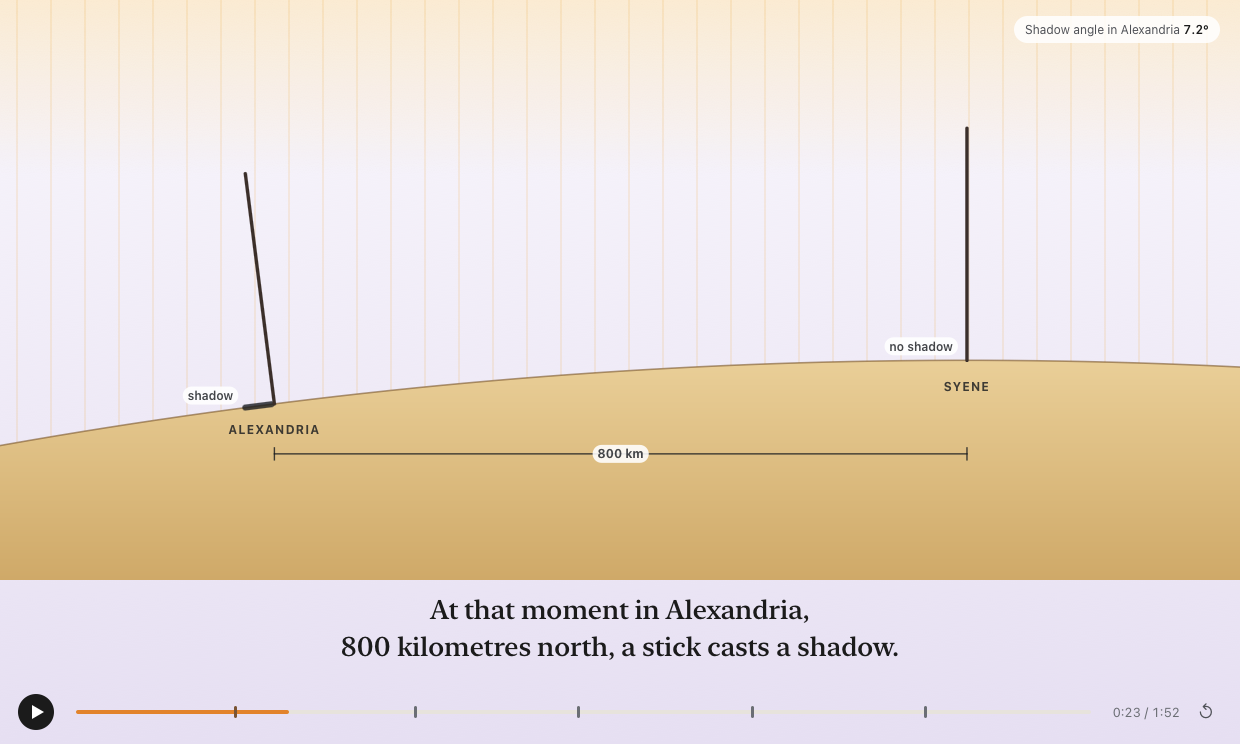 Shadow angle in Alexandria 7.2°
no shadow
SYENE
shadow
ALEXANDRIA
800 km
At that moment in Alexandria,
800 kilometres north, a stick casts a shadow.
0:23 / 1:52